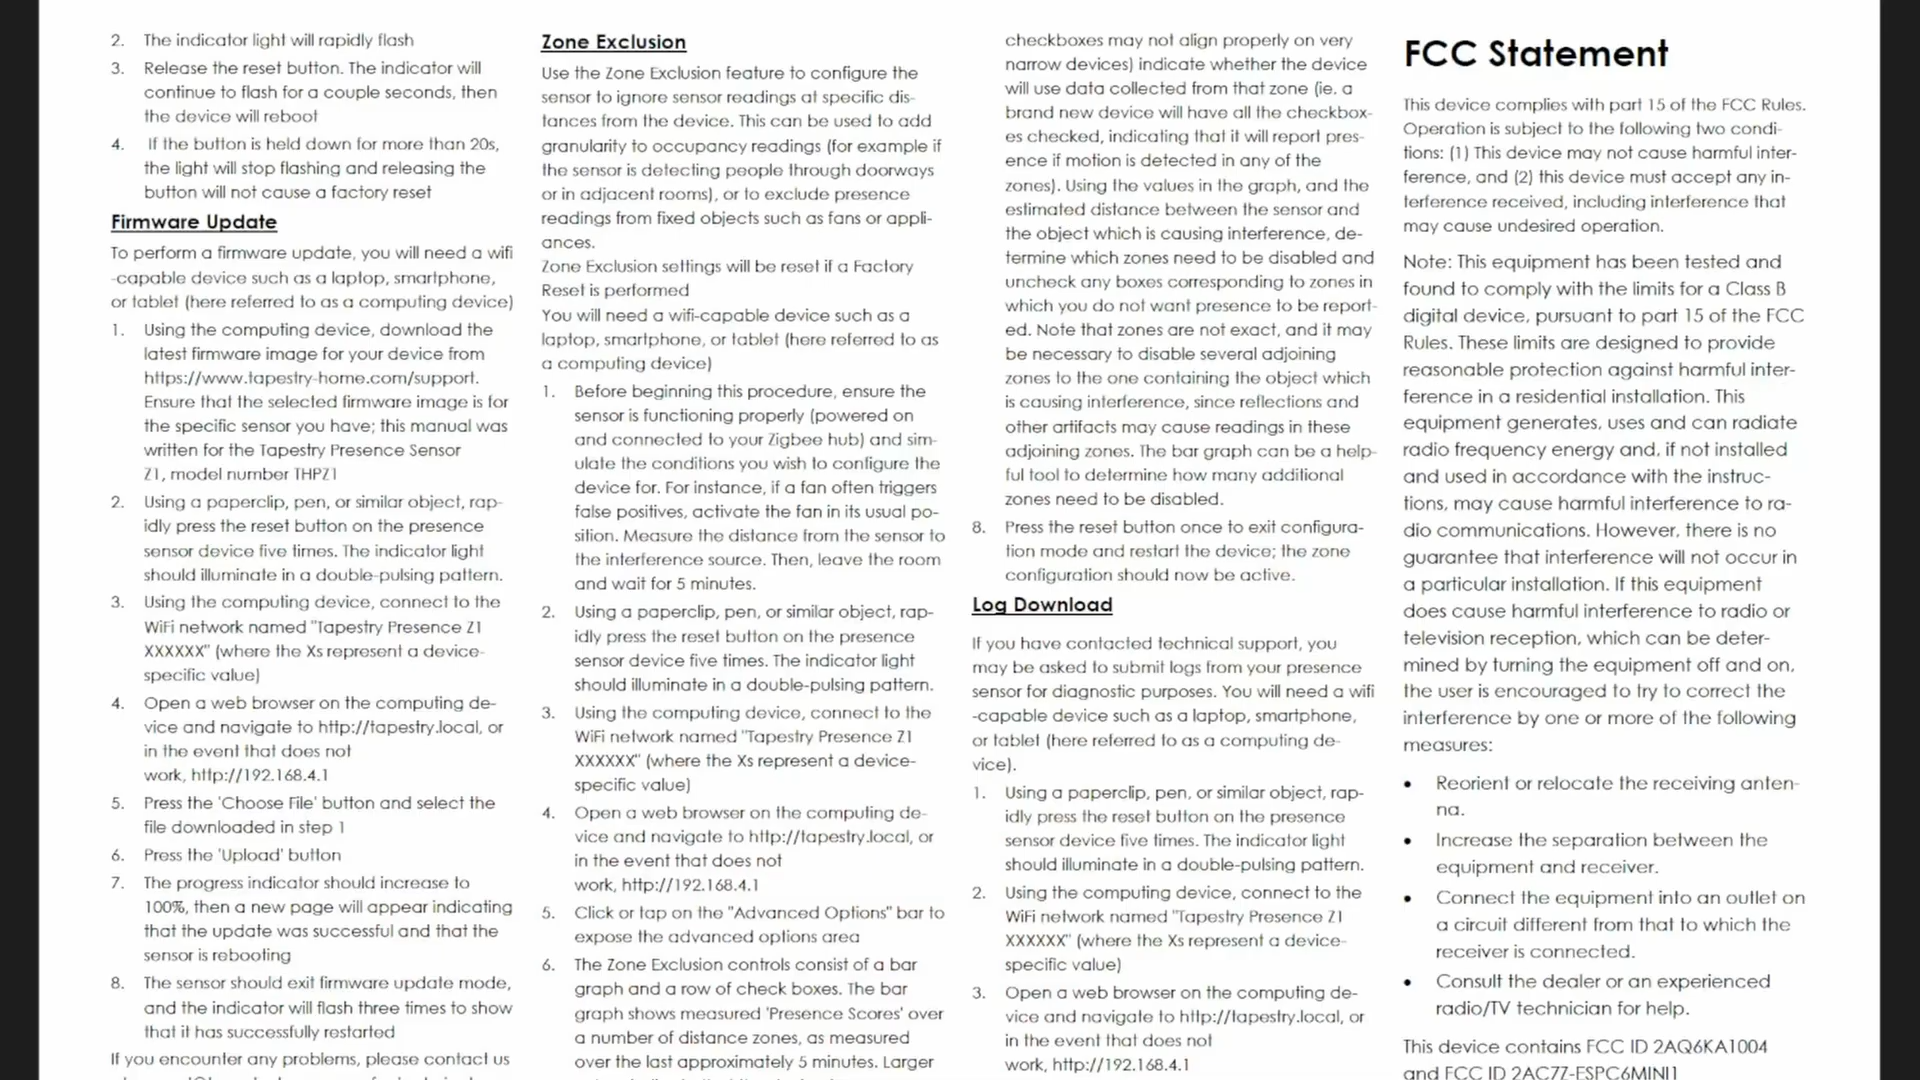 2. The indicator light will rapidly flash
3. Release the reset button. The indicator will
continue to flash for a couple seconds, then
the device will reboot
4. If the button is held down for more than 20s,
the light will stop flashing and releasing the
button will not cause a factory reset
Firmware Update
To perform a firmware update, you will need a wifi
-capable device such as a laptop, smartphone,
or tablet (here referred to as a computing device)
1. Using the computing device, download the
latest firmware image for your device from
https://www.tapestry-home.com/support.
Ensure that the selected firmware image is for
the specific sensor you have; this manual was
written for the Tapestry Presence Sensor
Z1, model number THPZ1
2. Using a paperclip, pen, or similar object, rap-
idly press the reset button on the presence
sensor device five times. The indicator light
should illuminate in a double-pulsing pattern.
3. Using the computing device, connect to the
WiFi network named "Tapestry Presence Z1
XXXXXX" (where the Xs represent a device-
specific value)
4. Open a web browser on the computing de-
vice and navigate to http://tapestry.local, or
in the event that does not
work, http://192.168.4.1
5. Press the 'Choose File' button and select the
file downloaded in step 1
6. Press the 'Upload' button
7. The progress indicator should increase to
100%, then a new page will appear indicating
that the update was successful and that the
sensor is rebooting
8. The sensor should exit firmware update mode,
and the indicator will flash three times to show
that it has successfully restarted
If you encounter any problems, please contact us
Zone Exclusion
Use the Zone Exclusion feature to configure the
sensor to ignore sensor readings at specific dis-
tances from the device. This can be used to add
granularity to occupancy readings (for example if
the sensor is detecting people through doorways
or in adjacent rooms), or to exclude presence
readings from fixed objects such as fans or appli-
ances.
Zone Exclusion settings will be reset if a Factory
Reset is performed
You will need a wifi-capable device such as a
laptop, smartphone, or tablet (here referred to as
a computing device)
1. Before beginning this procedure, ensure the
sensor is functioning properly (powered on
and connected to your Zigbee hub) and sim-
ulate the conditions you wish to configure the
device for. For instance, if a fan often triggers
false positives, activate the fan in its usual po-
sition. Measure the distance from the sensor to
the interference source. Then, leave the room
and wait for 5 minutes.
2. Using a paperclip, pen, or similar object, rap-
idly press the reset button on the presence
sensor device five times. The indicator light
should illuminate in a double-pulsing pattern.
3. Using the computing device, connect to the
WiFi network named "Tapestry Presence Z1
XXXXXX" (where the Xs represent a device-
specific value)
4. Open a web browser on the computing de-
vice and navigate to http://tapestry.local, or
in the event that does not
work, http://192.168.4.1
5. Click or tap on the "Advanced Options" bar to
expose the advanced options area
6. The Zone Exclusion controls consist of a bar
graph and a row of check boxes. The bar
graph shows measured 'Presence Scores' over
a number of distance zones, as measured
over the last approximately 5 minutes. Larger
checkboxes may not align properly on very
narrow devices) indicate whether the device
will use data collected from that zone (ie. a
brand new device will have all the checkbox-
es checked, indicating that it will report pres-
ence if motion is detected in any of the
zones). Using the values in the graph, and the
estimated distance between the sensor and
the object which is causing interference, de-
termine which zones need to be disabled and
uncheck any boxes corresponding to zones in
which you do not want presence to be report-
ed. Note that zones are not exact, and it may
be necessary to disable several adjoining
zones to the one containing the object which
is causing interference, since reflections and
other artifacts may cause readings in these
adjoining zones. The bar graph can be a help-
ful tool to determine how many additional
zones need to be disabled.
8. Press the reset button once to exit configura-
tion mode and restart the device; the zone
configuration should now be active.
Log Download
If you have contacted technical support, you
may be asked to submit logs from your presence
sensor for diagnostic purposes. You will need a wifi
-capable device such as a laptop, smartphone,
or tablet (here referred to as a computing de-
vice).
1. Using a paperclip, pen, or similar object, rap-
idly press the reset button on the presence
sensor device five times. The indicator light
should illuminate in a double-pulsing pattern.
2. Using the computing device, connect to the
WiFi network named "Tapestry Presence Z1
XXXXXX" (where the Xs represent a device-
specific value)
3. Open a web browser on the computing de-
vice and navigate to http://tapestry.local, or
in the event that does not
work, http://192.168.4.1
FCC Statement
This device complies with part 15 of the FCC Rules.
Operation is subject to the following two condi-
tions: (1) This device may not cause harmful inter-
ference, and (2) this device must accept any in-
terference received, including interference that
may cause undesired operation.
Note: This equipment has been tested and
found to comply with the limits for a Class B
digital device, pursuant to part 15 of the FCC
Rules. These limits are designed to provide
reasonable protection against harmful inter-
ference in a residential installation. This
equipment generates, uses and can radiate
radio frequency energy and, if not installed
and used in accordance with the instruc-
tions, may cause harmful interference to ra-
dio communications. However, there is no
guarantee that interference will not occur in
a particular installation. If this equipment
does cause harmful interference to radio or
television reception, which can be deter-
mined by turning the equipment off and on,
the user is encouraged to try to correct the
interference by one or more of the following
measures:
• Reorient or relocate the receiving anten-
na.
• Increase the separation between the
equipment and receiver.
• Connect the equipment into an outlet on
a circuit different from that to which the
receiver is connected.
• Consult the dealer or an experienced
radio/TV technician for help.
This device contains FCC ID 2AQ6KA1004
and FCC ID 2AC7Z-ESPC6MINI1